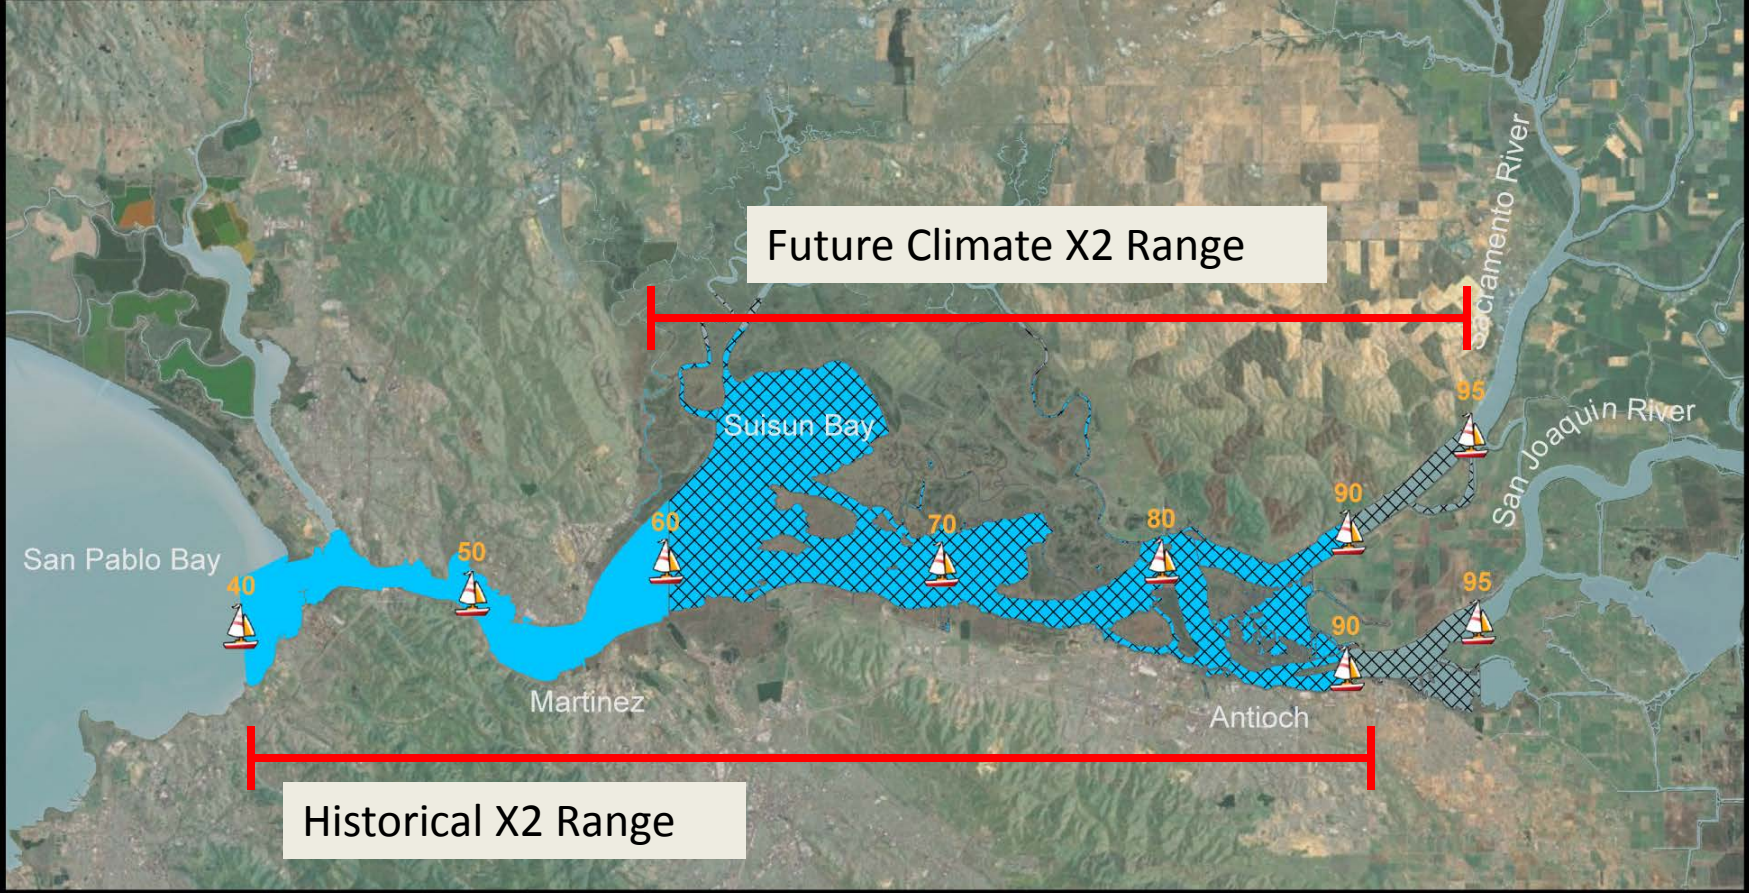 Sacramento River
Future Climate X2 Range
95
San Joaquin River
Suisun Bay
90
60
70
80
50
San Pablo Bay
40
95
90
Martinez
Antioch
Historical X2 Range